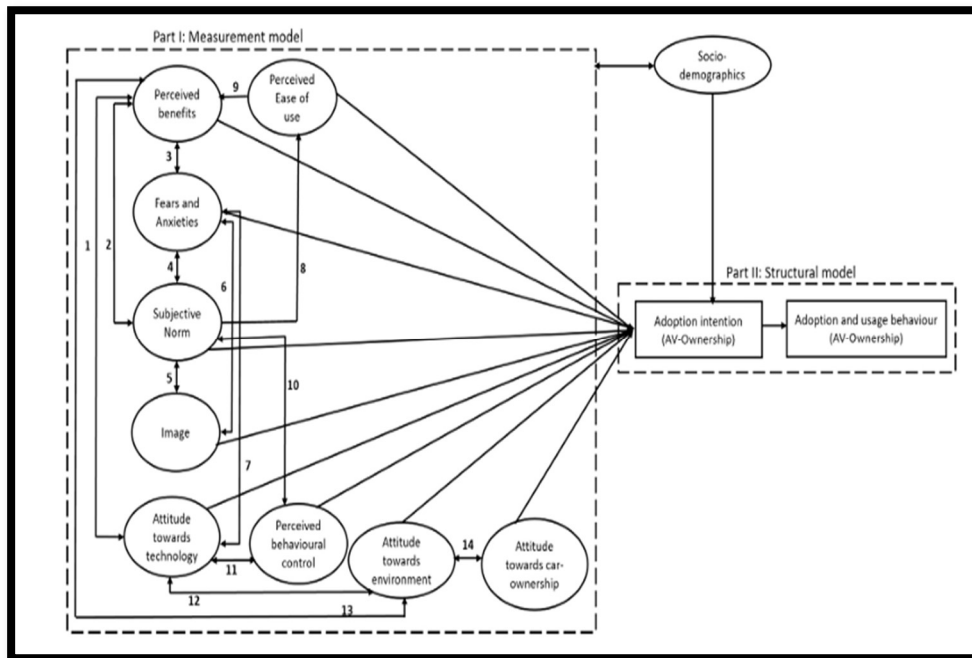 Part I: Measurement model
Perceived
benefits
9
Perceived
Ease of
use
Socio-
demographics
3
Fears and
Anxieties
1
2
4
6
8
Subjective
Norm
Part II: Structural model
Adoption intention
(AV-Ownership)
Adoption and usage behaviour
(AV-Ownership)
5
10
Image
7
Attitude
towards
technology
11
Perceived
behavioural
control
Attitude
towards
environment
14
Attitude
towards car-
ownership
12
13